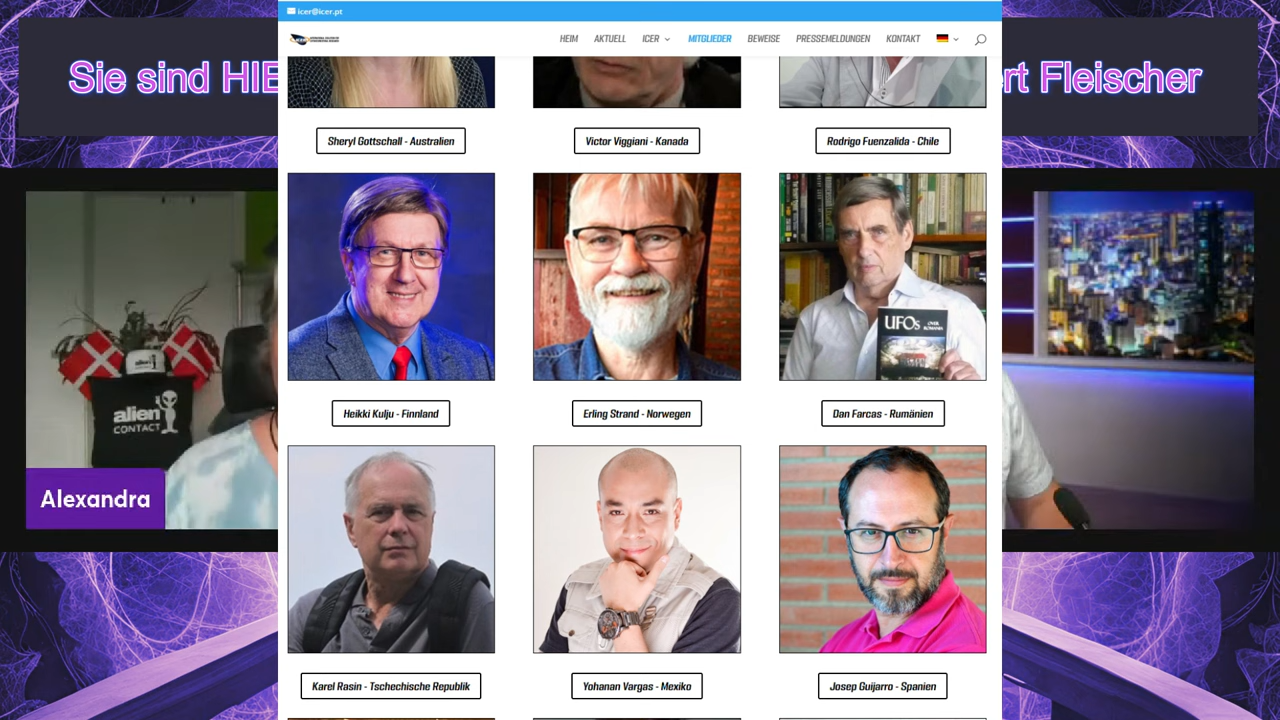 icer@icer.pt
HEIM AKTUELL ICER MITGLIEDER BEWEISE PRESSEMELDUNGEN KONTAKT
Sie sind HIE
rt Fleischer
Sheryl Gottschall - Australien
Victor Viggiani - Kanada
Rodrigo Fuenzalida - Chile
UFOs OVER ROMANIA
Heikki Kulju - Finnland
Erling Strand - Norwegen
Dan Farcas - Rumänien
alien
CONTACT
Alexandra
Karel Rasin - Tschechische Republik
Yohanan Vargas - Mexiko
Josep Guijarro - Spanien